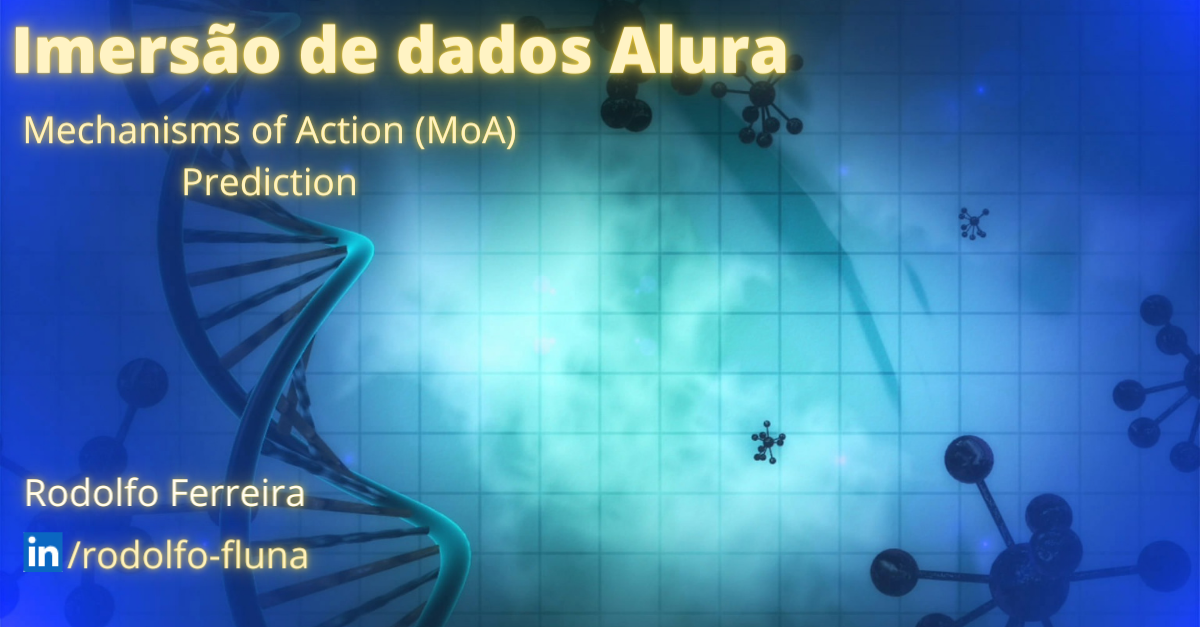 Imersão de dados Alura
Mechanisms of Action (MoA)
Prediction
Rodolfo Ferreira
in /rodolfo-fluna